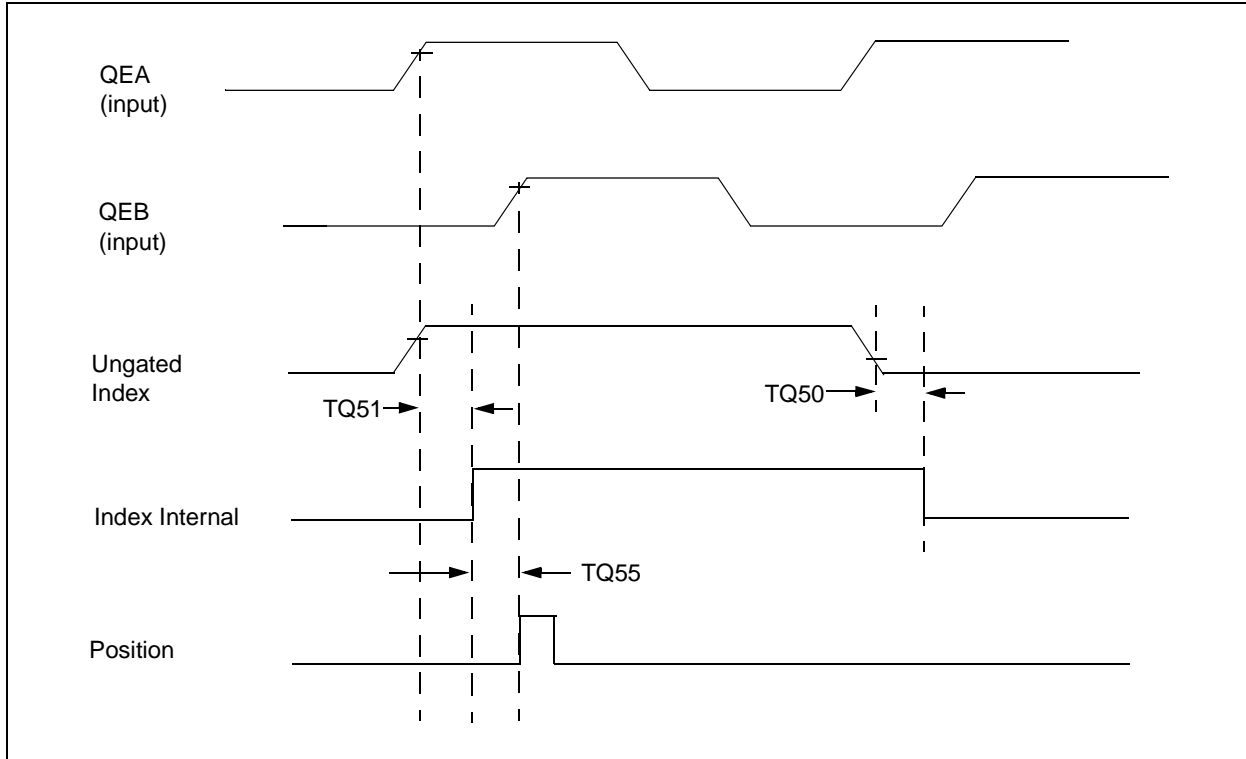 QEA
(input)
QEB
(input)
Ungated
Index
TQ51
TQ50
Index Internal
TQ55
Position